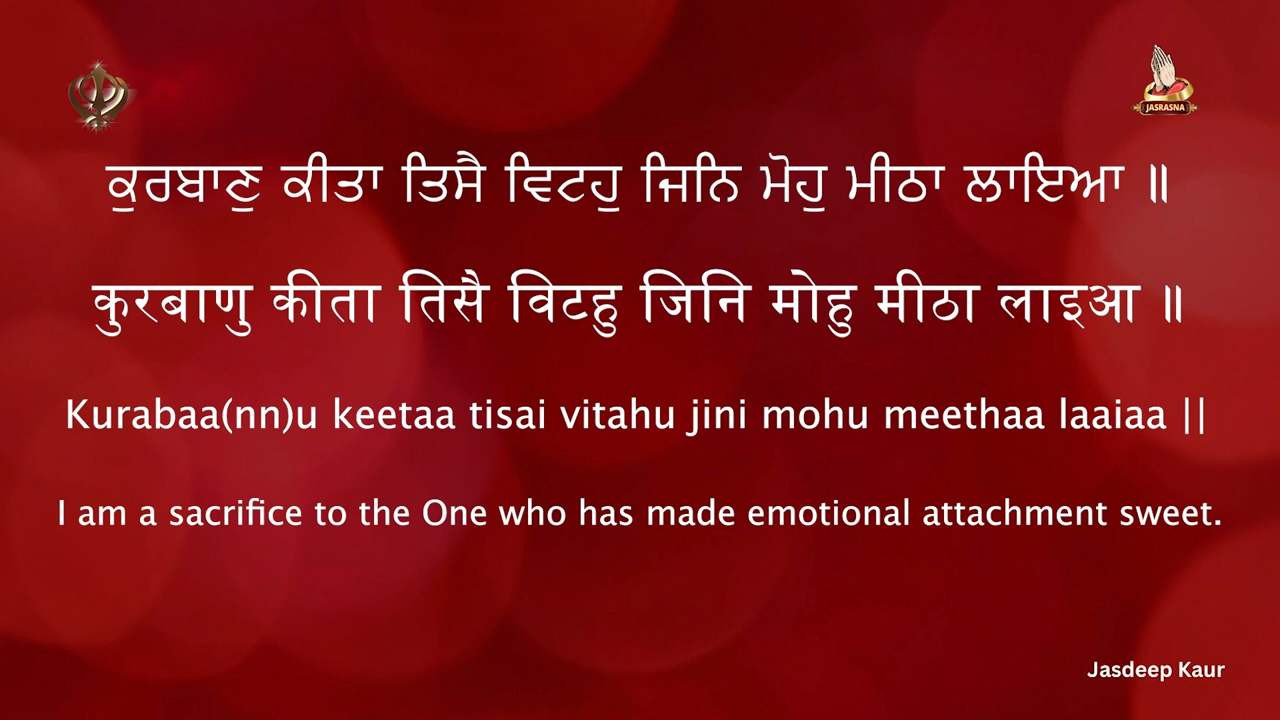 JASRASNA
ਕੁਰਬਾਣੁ ਕੀਤਾ ਤਿਸੈ ਵਿਟਹੁ ਜਿਨਿ ਮੋਹੁ ਮੀਠਾ ਲਾਇਆ ॥
कुरबाणु कीता तिसै विटहु जिनि मोहु मीठा लाइआ ॥
Kurabaa(nn)u keetaa tisai vitahu jini mohu meethaa laaiaa ||
I am a sacrifice to the One who has made emotional attachment sweet.
Jasdeep Kaur